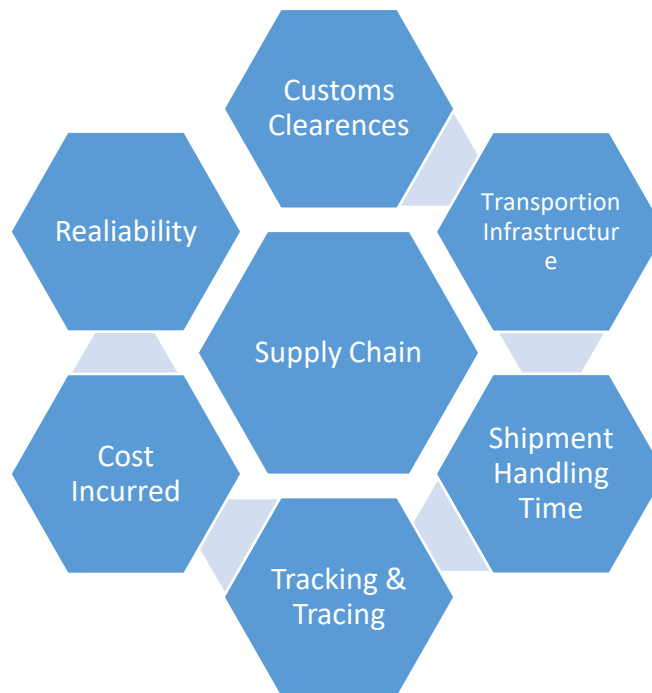 Customs
Clearences
Transportion
Infrastructur
e
Realiability
Supply Chain
Shipment
Handling
Time
Cost
Incurred
Tracking &
Tracing